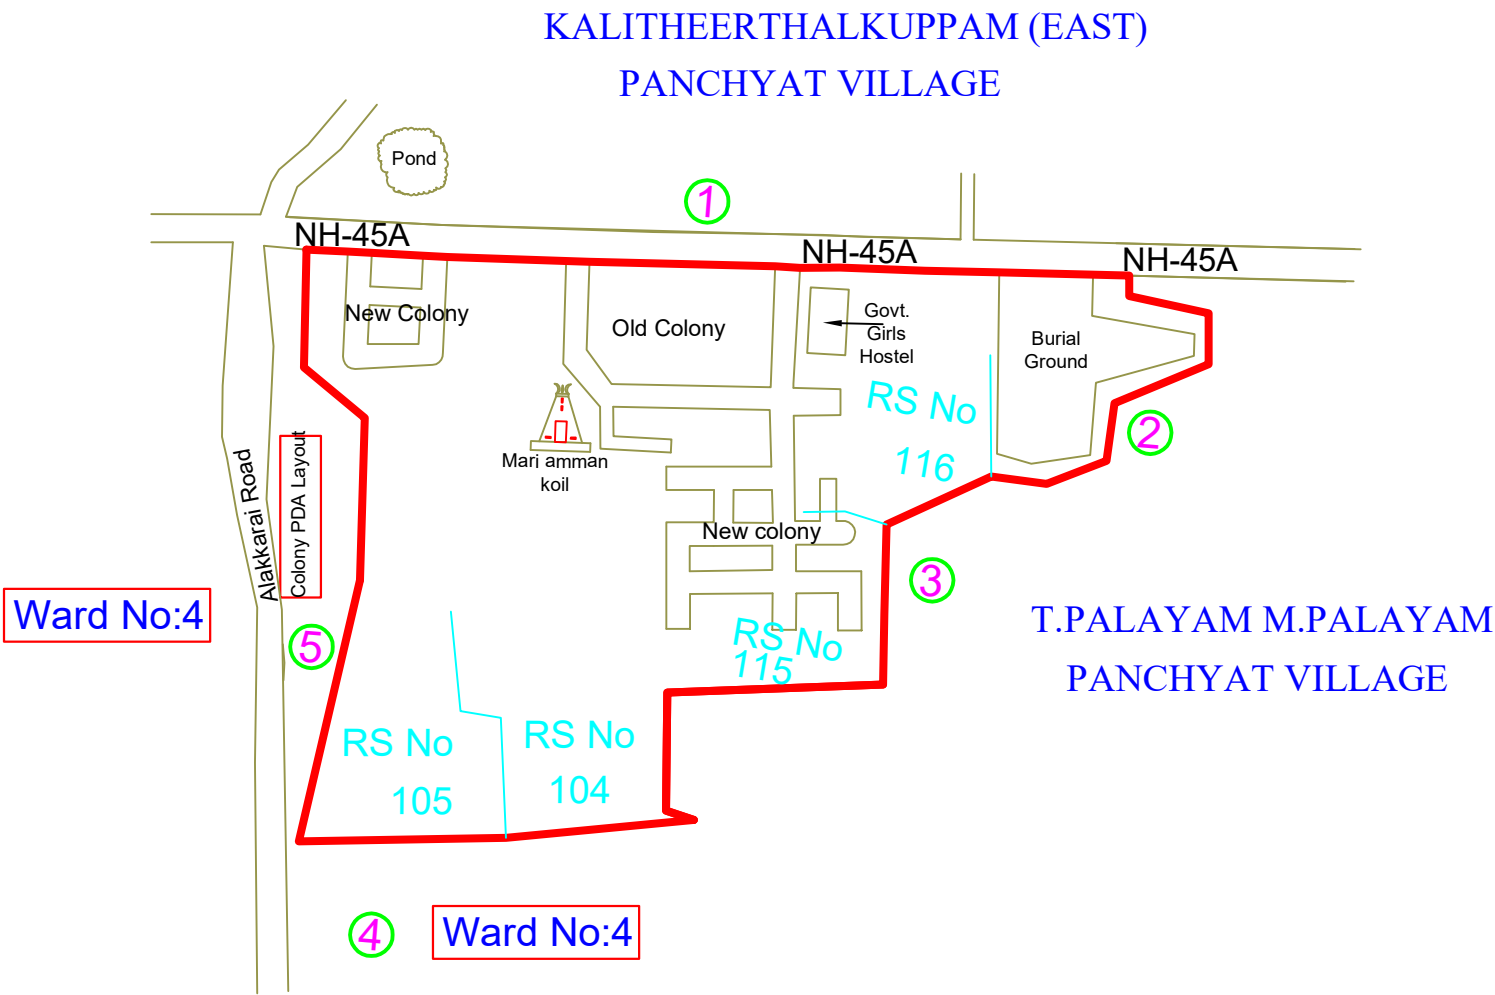 KALITHEERTHALKUPPAM (EAST)
PANCHYAT VILLAGE
Pond
1
NH-45A
NH-45A
NH-45A
New Colony
Old Colony
Govt.
Girls
Hostel
Burial
Ground
RS No
116
2
Mari amman
koil
Alakkarai Road
Colony PDA Layout
New colony
3
Ward No:4
T.PALAYAM M.PALAYAM
PANCHYAT VILLAGE
5
RS No
115
RS No
105
RS No
104
4
Ward No:4